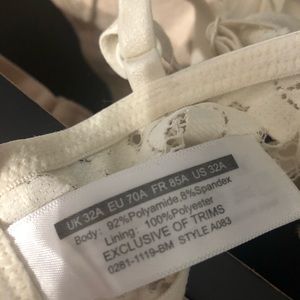 UK 32A EU 70A FR 85A US 32A
Body: 92%Polyamide,8%Spandex
Lining: 100%Polyester
EXCLUSIVE OF TRIMS
0281-1119-BM STYLE A083